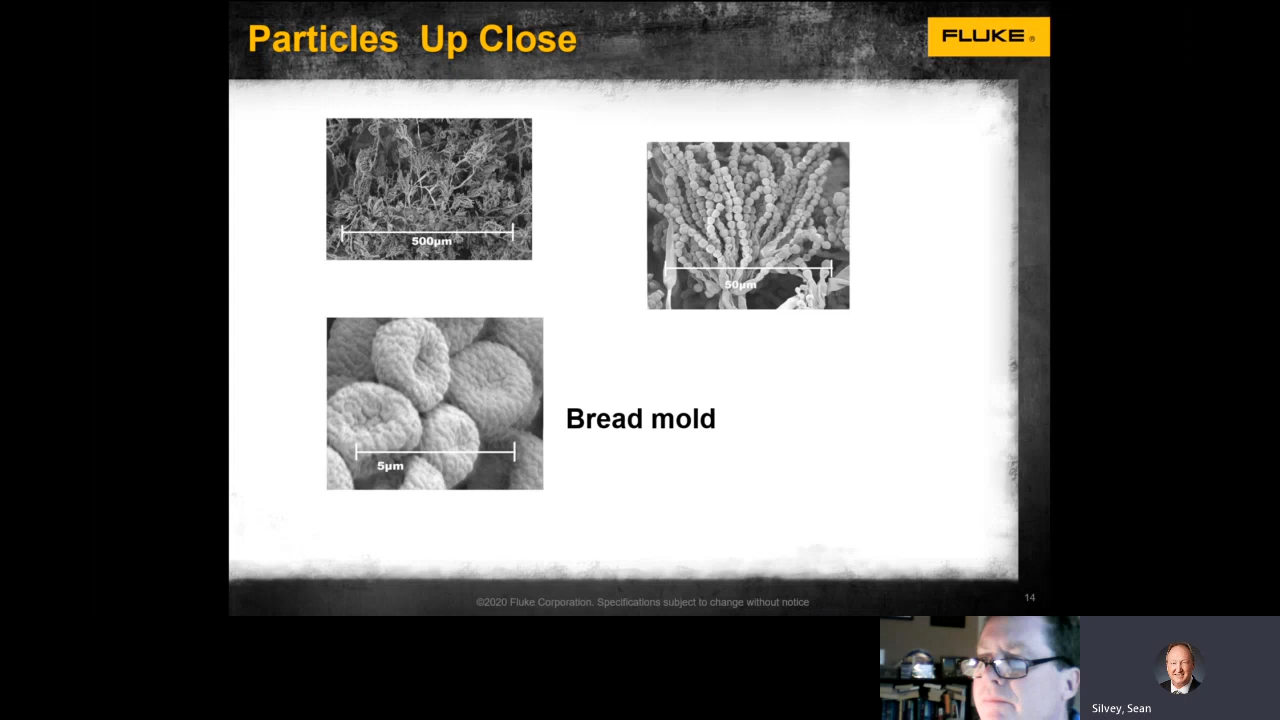 Particles Up Close
FLUKE ®
500µm
50µm
5µm
Bread mold
©2020 Fluke Corporation. Specifications subject to change without notice
14
Silvey, Sean